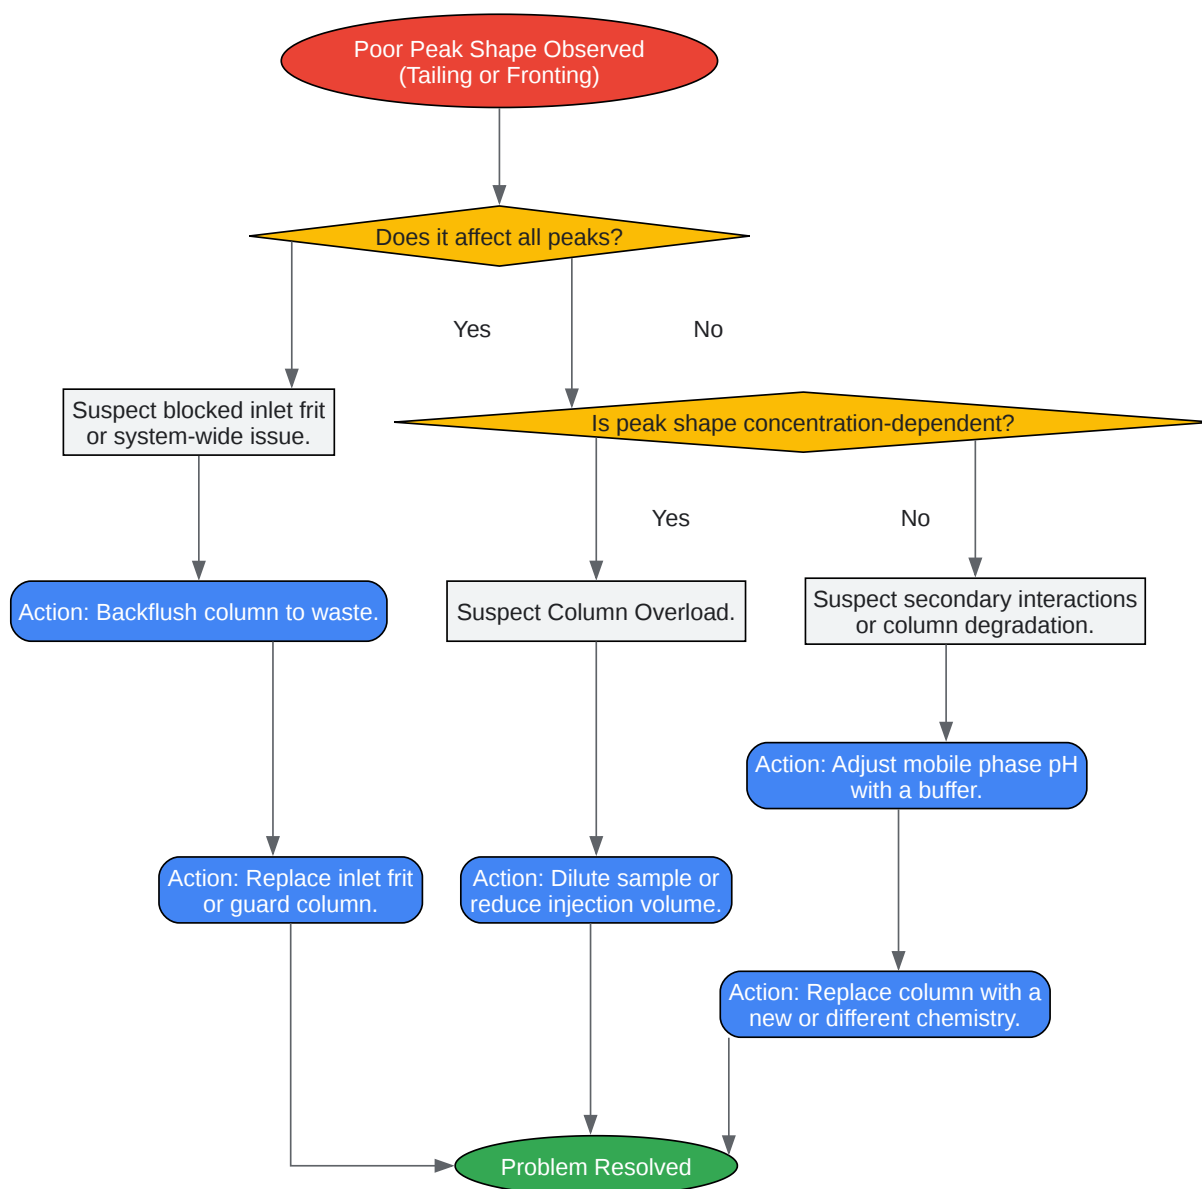 Poor Peak Shape Observed
(Tailing or Fronting)
Does it affect all peaks?
Yes
No
Suspect blocked inlet frit
or system-wide issue.
Is peak shape concentration-dependent?
Yes
No
Action: Backflush column to waste.
Suspect Column Overload.
Suspect secondary interactions
or column degradation.
Action: Adjust mobile phase pH
with a buffer.
Action: Replace inlet frit
or guard column.
Action: Dilute sample or
reduce injection volume.
Action: Replace column with a
new or different chemistry.
Problem Resolved